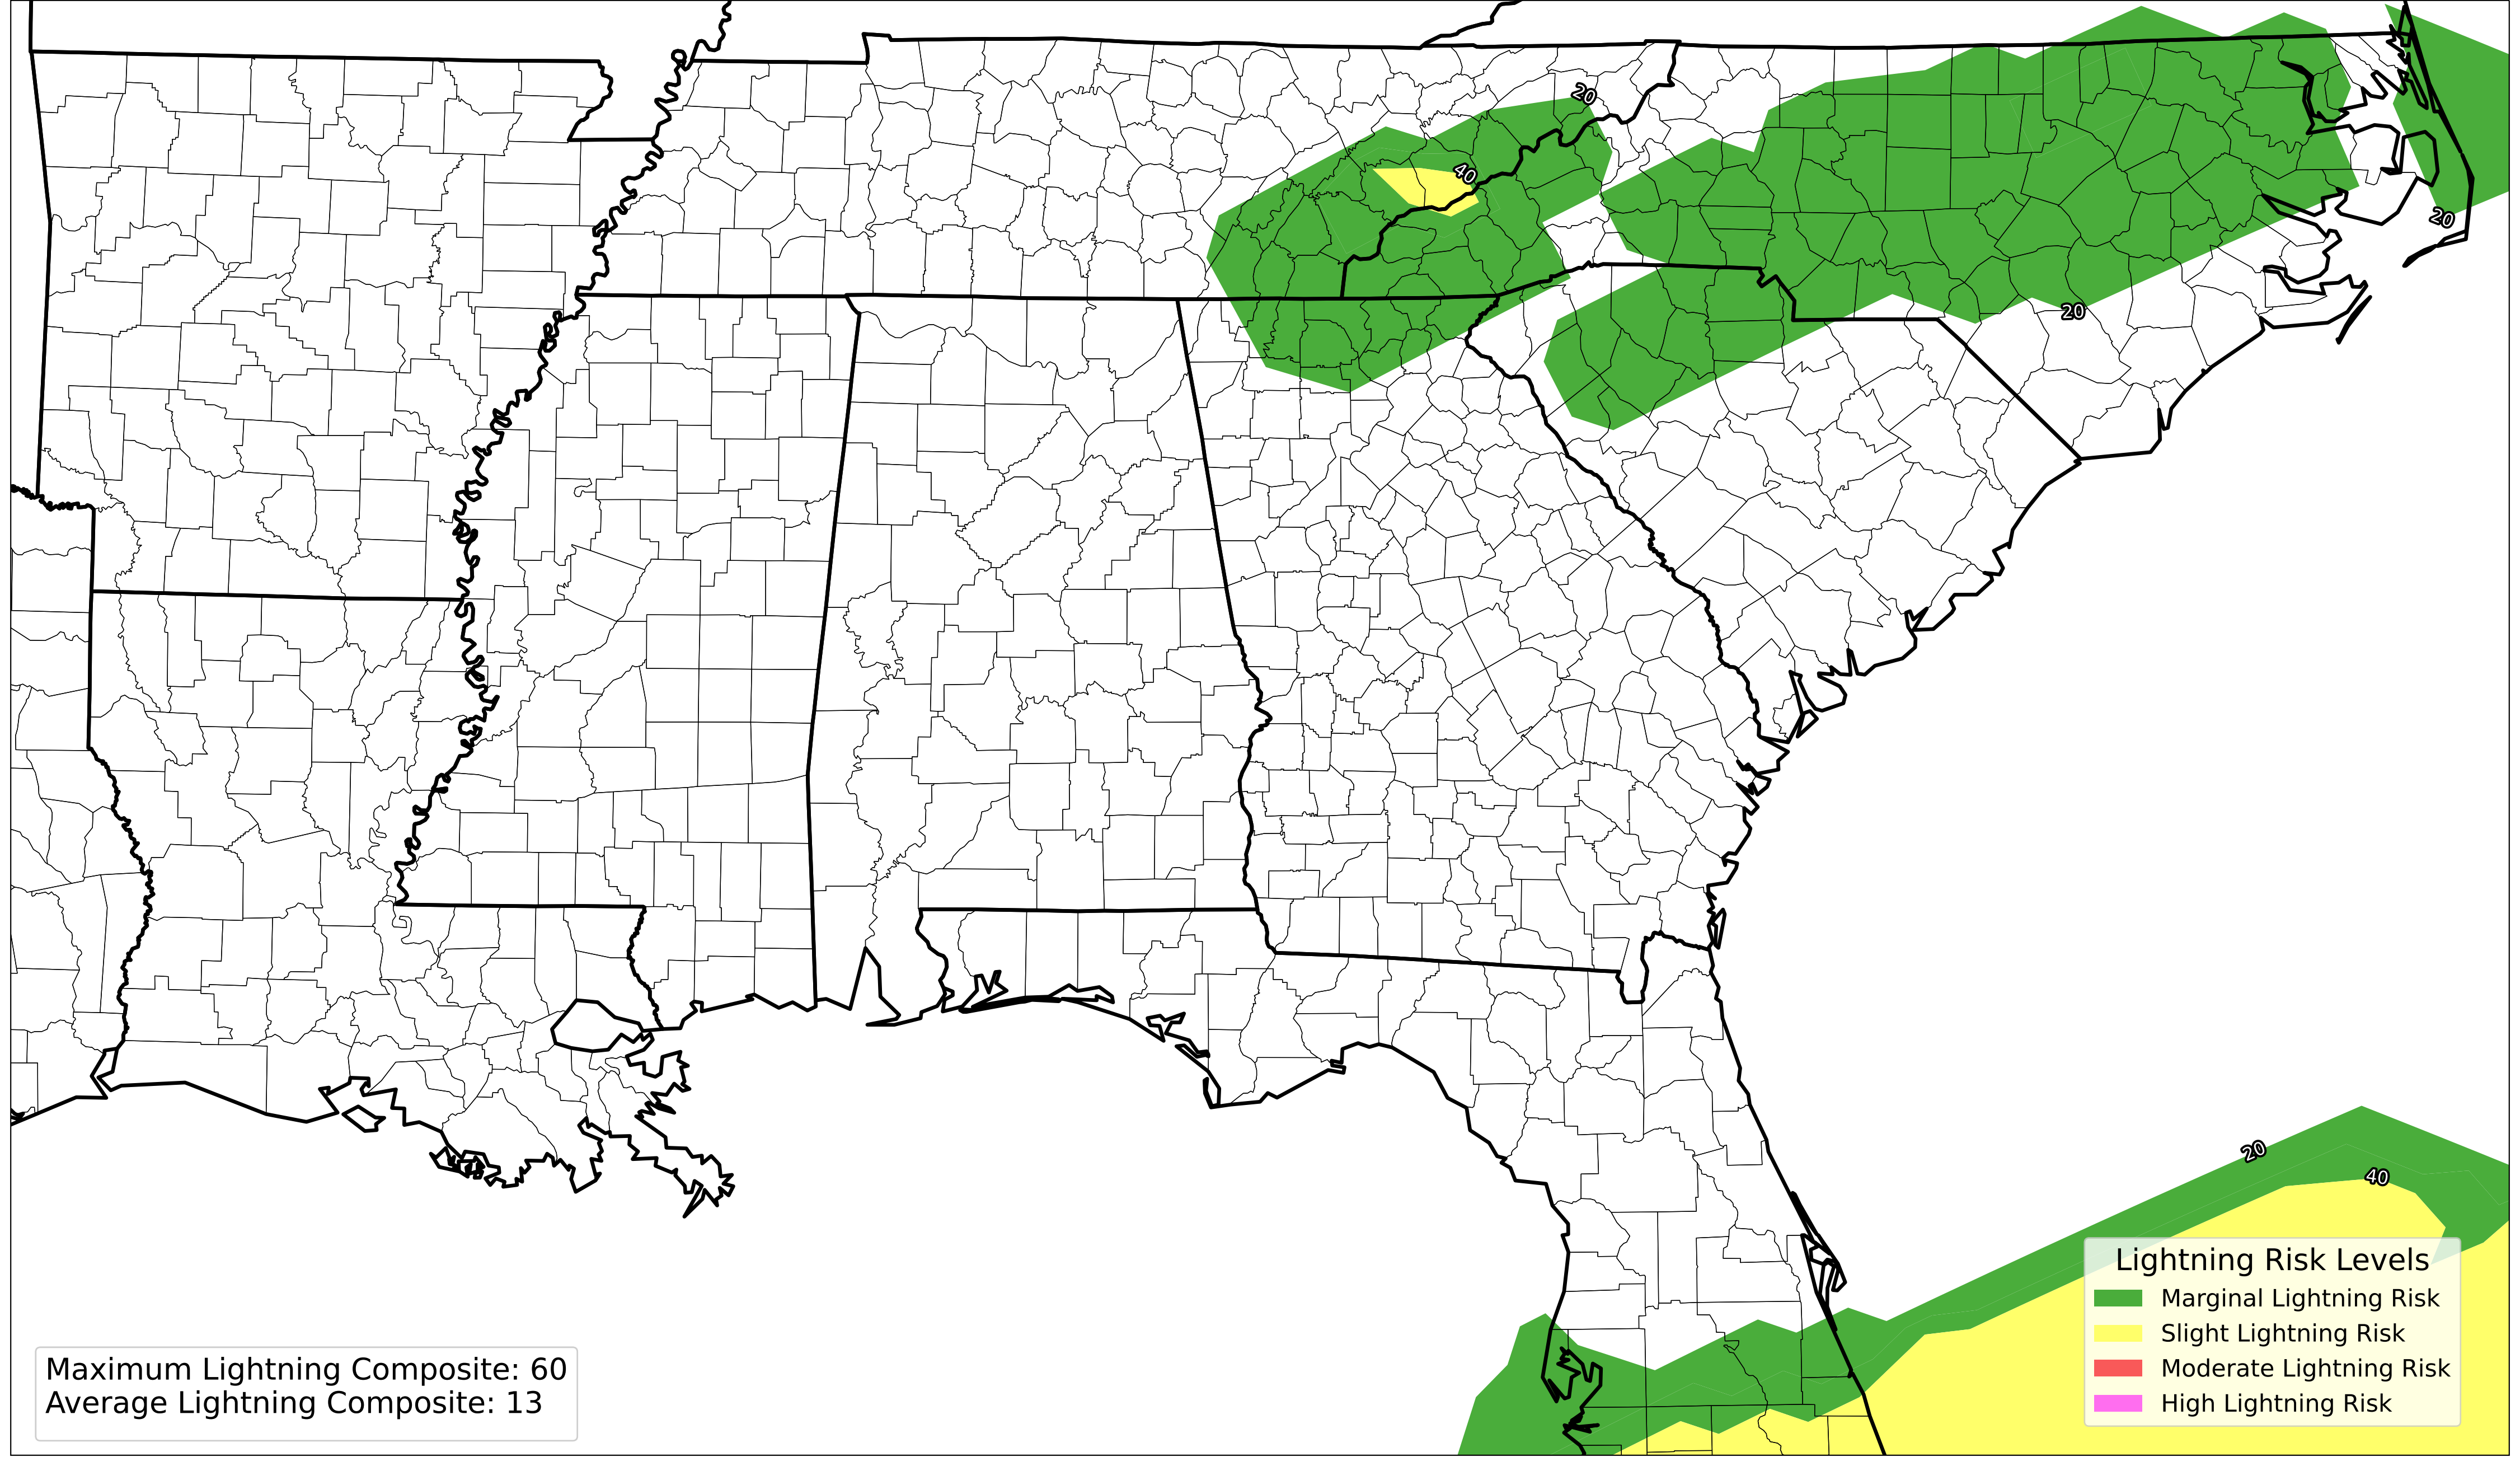 20
40
20
20
20
40
Lightning Risk Levels
Marginal Lightning Risk
Slight Lightning Risk
Moderate Lightning Risk
High Lightning Risk
Maximum Lightning Composite: 60
Average Lightning Composite: 13